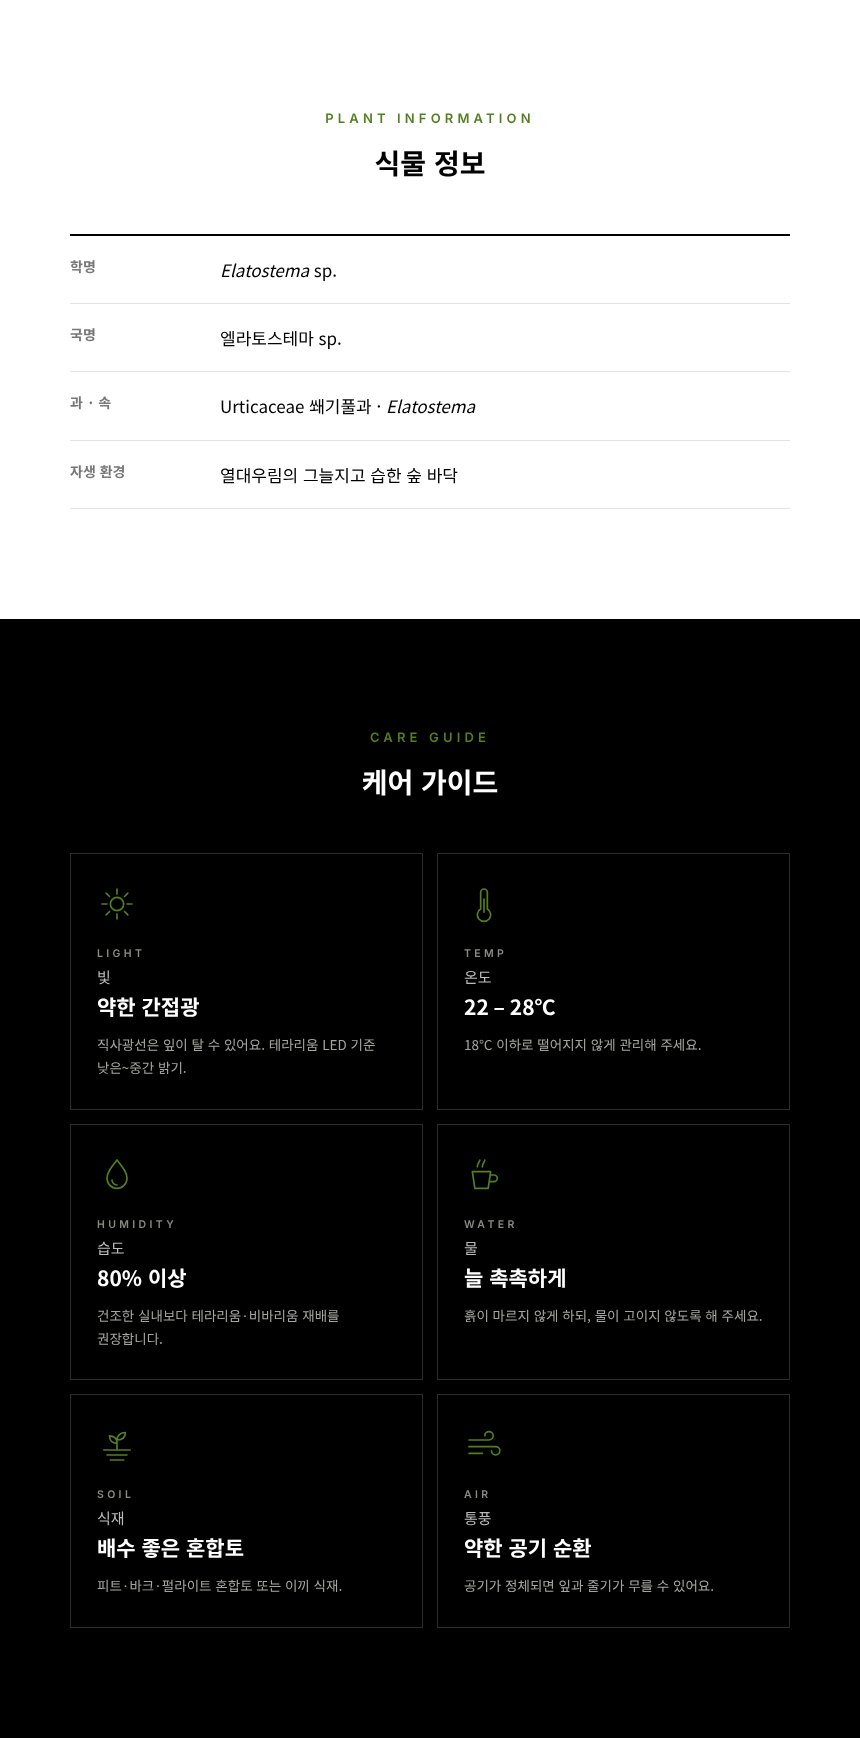 PLANT INFORMATION
식물 정보
학명
Elatostema sp.
국명
엘라토스테마 sp.
과 · 속
Urticaceae 쐐기풀과 · Elatostema
자생 환경
열대우림의 그늘지고 습한 숲 바닥
CARE GUIDE
케어 가이드
LIGHT
빛
약한 간접광
직사광선은 잎이 탈 수 있어요. 테라리움 LED 기준
낮은~중간 밝기.
TEMP
온도
22 – 28℃
18℃ 이하로 떨어지지 않게 관리해 주세요.
HUMIDITY
습도
80% 이상
건조한 실내보다 테라리움·비바리움 재배를
권장합니다.
WATER
물
늘 촉촉하게
흙이 마르지 않게 하되, 물이 고이지 않도록 해 주세요.
SOIL
식재
배수 좋은 혼합토
피트·바크·펄라이트 혼합토 또는 이끼 식재.
AIR
통풍
약한 공기 순환
공기가 정체되면 잎과 줄기가 무를 수 있어요.